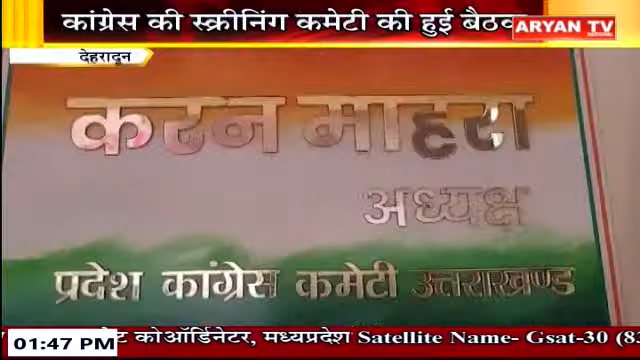 कांग्रेस की स्क्रीनिंग कमेटी की हुई बैठक
ARYAN TV
देहरादून
करन माहरा
अध्यक्ष
प्रदेश कांग्रेस कमेटी उत्तराखण्ड
01:47 PM
कोऑर्डिनेटर, मध्यप्रदेश Satellite Name- Gsat-30 (83